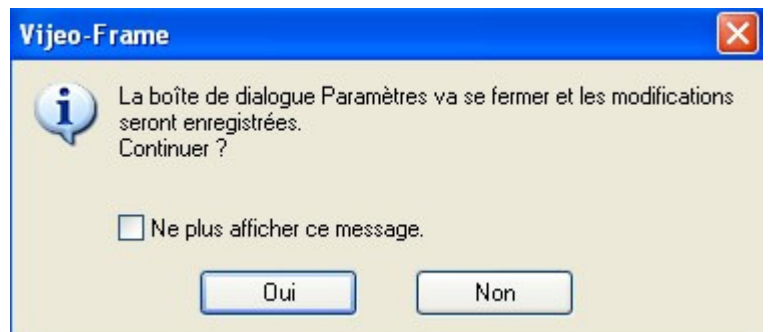 Vijeo-Frame
La boîte de dialogue Paramètres va se fermer et les modifications
seront enregistrées.
Continuer ?
Ne plus afficher ce message.
Oui
Non